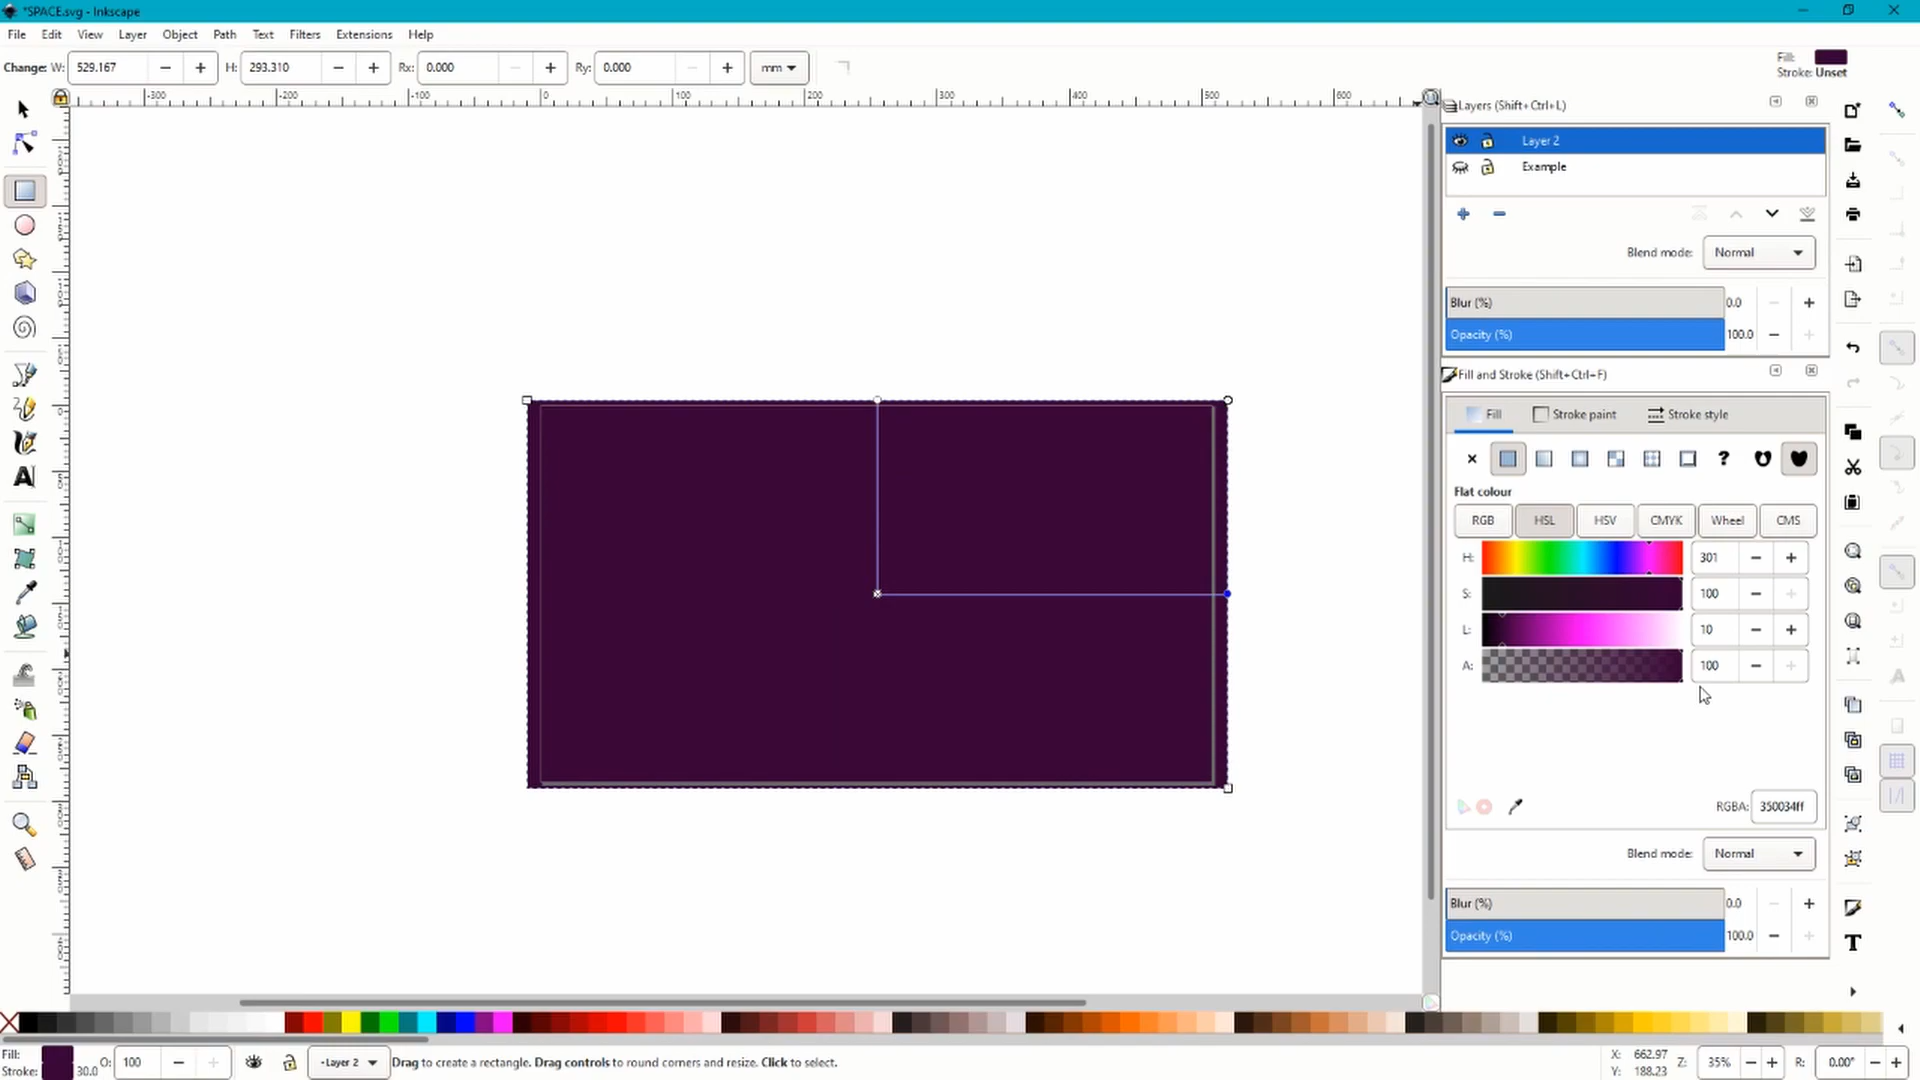 *SPACE.svg - Inkscape
File Edit View Layer Object Path Text Filters Extensions Help
Change: W: 529.167 H: 293.310 Rx: 0.000 Ry: 0.000 mm
Fill:
Stroke: Unset
-300 -200 -100 0 100 200 300 400 500 600
Layers (Shift+Ctrl+L)
Layer 2
Example
Blend mode: Normal
Blur (%) 0.0
Opacity (%) 100.0
Fill and Stroke (Shift+Ctrl+F)
Fill Stroke paint Stroke style
Flat colour
RGB HSL HSV CMYK Wheel CMS
H: 301
S: 100
L: 10
A: 100
RGBA: 350034ff
Blend mode: Normal
Blur (%) 0.0
Opacity (%) 100.0
Fill:
Stroke: 30.0
O: 100
•Layer 2
Drag to create a rectangle. Drag controls to round corners and resize. Click to select.
X: 662.97
Y: 188.23
Z: 35%
R: 0.00°